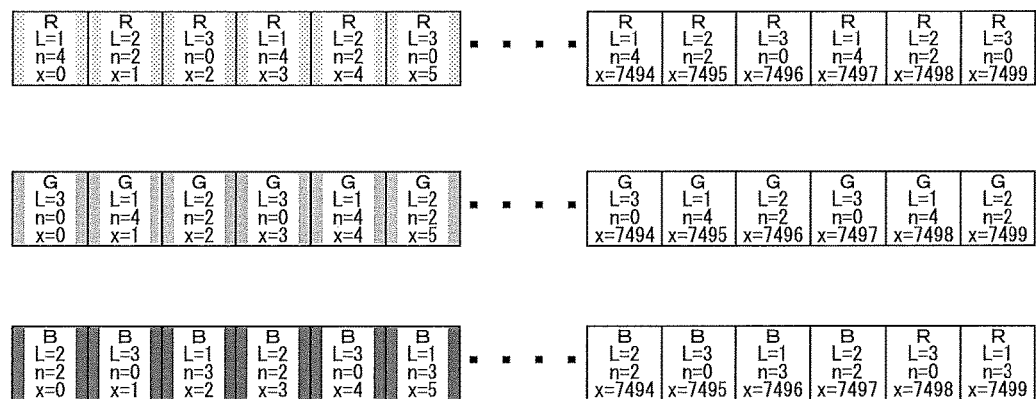 R R R R R R R R R R R R
L=1 L=2 L=3 L=1 L=2 L=3 L=1 L=2 L=3 L=1 L=2 L=3
n=4 n=2 n=0 n=4 n=2 n=0 n=4 n=2 n=0 n=4 n=2 n=0
x=0 x=1 x=2 x=3 x=4 x=5 x=7494 x=7495 x=7496 x=7497 x=7498 x=7499
G G G G G G G G G G G G
L=3 L=1 L=2 L=3 L=1 L=2 L=3 L=1 L=2 L=3 L=1 L=2
n=0 n=4 n=2 n=0 n=4 n=2 n=0 n=4 n=2 n=0 n=4 n=2
x=0 x=1 x=2 x=3 x=4 x=5 x=7494 x=7495 x=7496 x=7497 x=7498 x=7499
B B B B B B B B B B R R
L=2 L=3 L=1 L=2 L=3 L=1 L=2 L=3 L=1 L=2 L=3 L=1
n=2 n=0 n=3 n=2 n=0 n=3 n=2 n=0 n=3 n=2 n=0 n=3
x=0 x=1 x=2 x=3 x=4 x=5 x=7494 x=7495 x=7496 x=7497 x=7498 x=7499